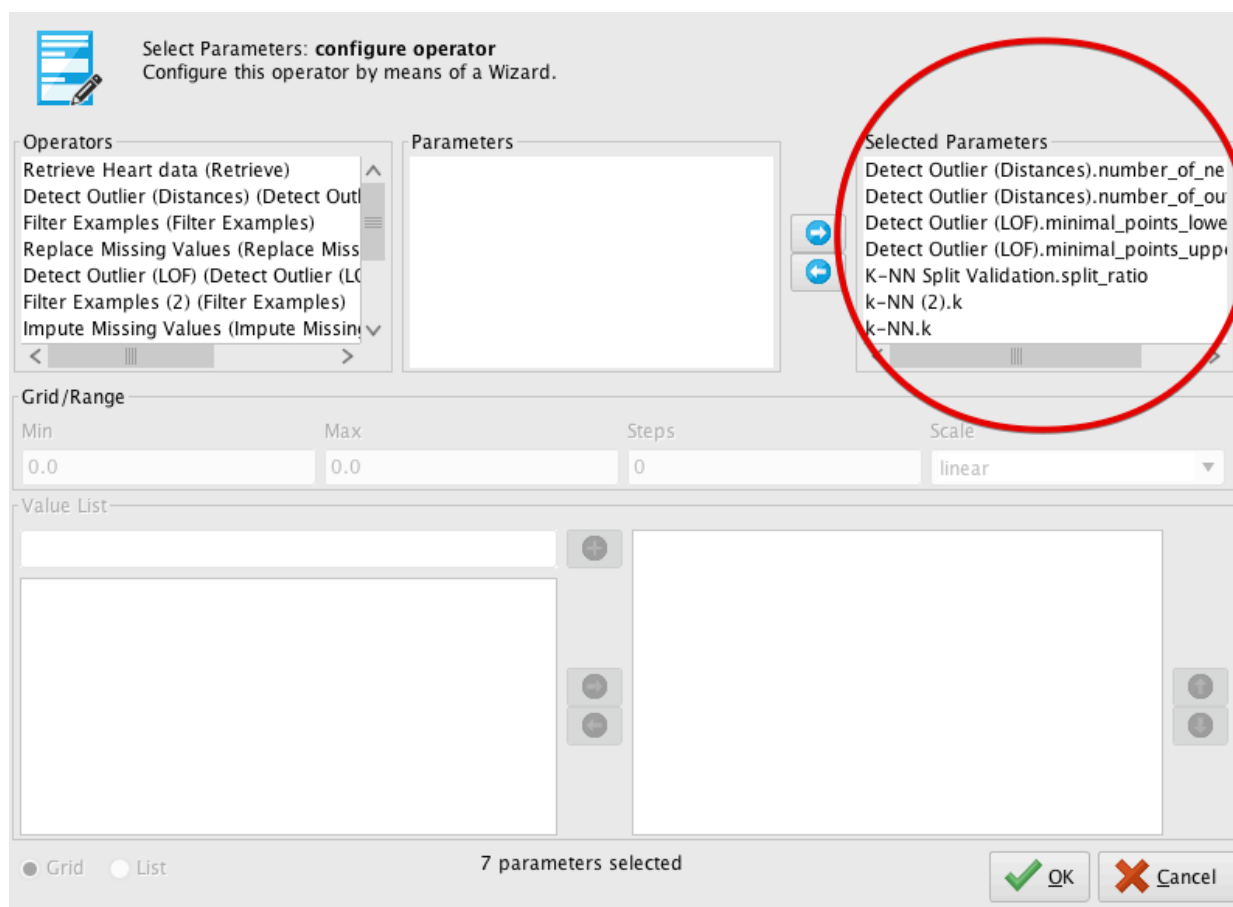 Select Parameters: configure operator
Configure this operator by means of a Wizard.
Operators
Retrieve Heart data (Retrieve)
Detect Outlier (Distances) (Detect Outl
Filter Examples (Filter Examples)
Replace Missing Values (Replace Miss
Detect Outlier (LOF) (Detect Outlier (LO
Filter Examples (2) (Filter Examples)
Impute Missing Values (Impute Missing
Parameters
Selected Parameters
Detect Outlier (Distances).number_of_ne
Detect Outlier (Distances).number_of_ou
Detect Outlier (LOF).minimal_points_lowe
Detect Outlier (LOF).minimal_points_uppe
K-NN Split Validation.split_ratio
k-NN (2).k
k-NN.k
Grid/Range
Min Max Steps Scale
0.0 0.0 0 linear
Value List
Grid List 7 parameters selected OK Cancel